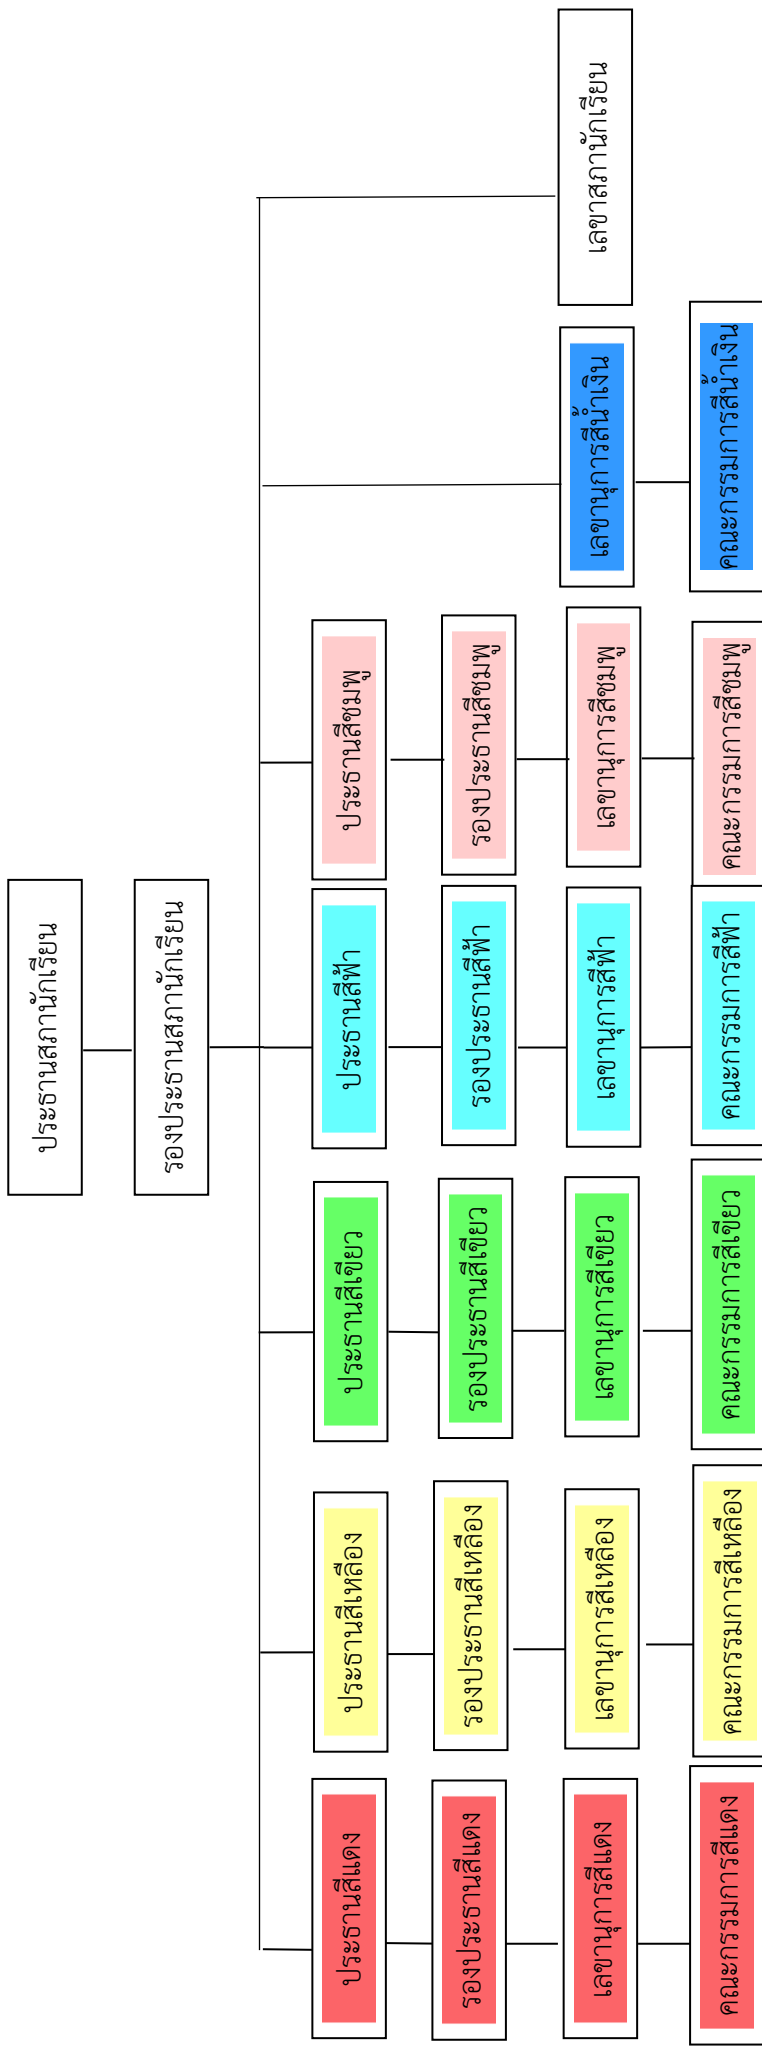 ประธานสภานักเรียน
รองประธานสภานักเรียน
ประธานสีแดง
ประธานสีเหลือง
ประธานสีเขียว
ประธานสีฟ้า
ประธานสีชมพู
รองประธานสีแดง
รองประธานสีเหลือง
รองประธานสีเขียว
รองประธานสีฟ้า
รองประธานสีชมพู
เลขานุการสีแดง
เลขานุการสีเหลือง
เลขานุการสีเขียว
เลขานุการสีฟ้า
เลขานุการสีชมพู
เลขานุการสีน้ำเงิน
เลขาสภานักเรียน
คณะกรรมการสีแดง
คณะกรรมการสีเหลือง
คณะกรรมการสีเขียว
คณะกรรมการสีฟ้า
คณะกรรมการสีชมพู
คณะกรรมการสีน้ำเงิน